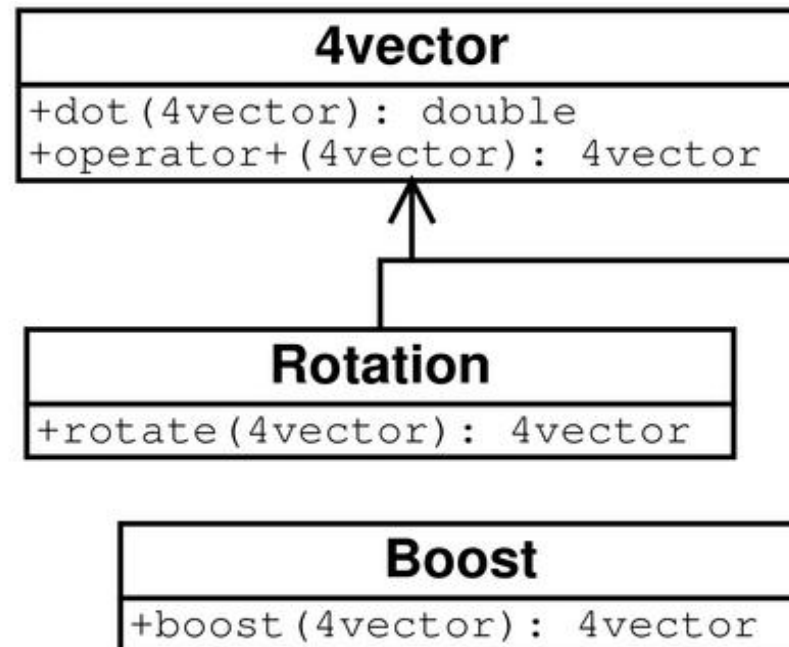 4vector
+dot(4vector): double
+operator+(4vector): 4vector
Rotation
+rotate(4vector): 4vector
Boost
+boost(4vector): 4vector